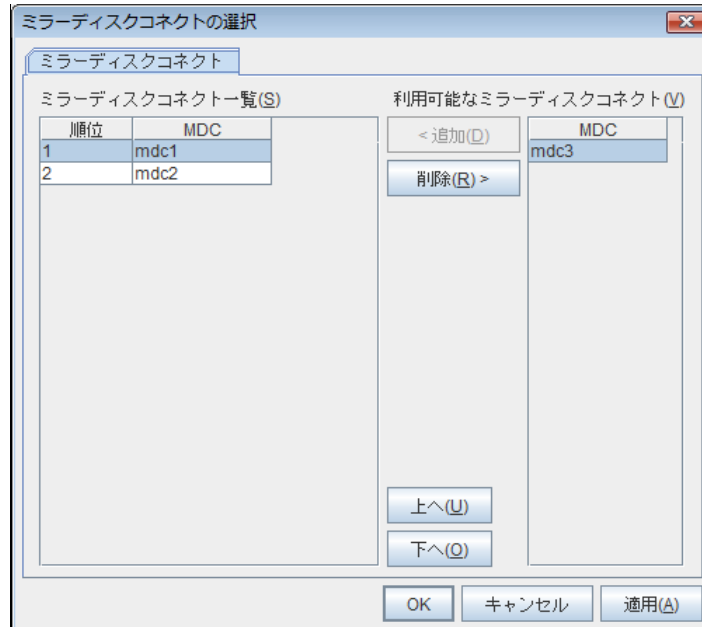 ミラーディスクコネクトの選択
ミラーディスクコネクト
ミラーディスクコネクト一覧(S)
利用可能なミラーディスクコネクト(V)
順位 MDC
1 mdc1
2 mdc2
< 追加(D)
削除(R) >
MDC
mdc3
上へ(U)
下へ(O)
OK キャンセル 適用(A)